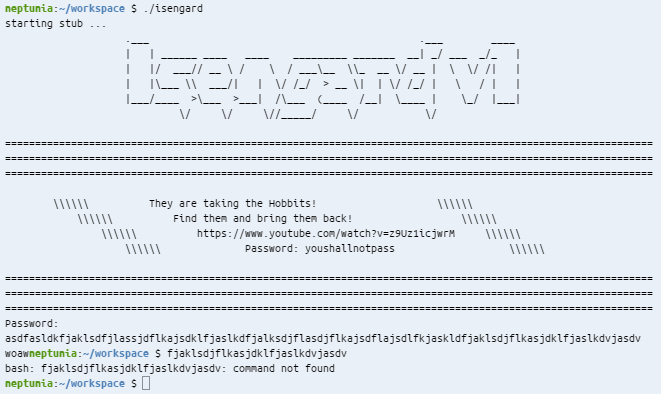 neptunia:~/workspace $ ./isengard
starting stub ...
.___                                             .___        ____
|   | ______ ____   ____    _________ _______  __| _/ ___  _/_   |
|   |/  ___// __ \ /    \  / ___\__  \\_  __ \/ __ |  \  \/ /|   |
|   |\___ \\  ___/|   |  \/ /_/  > __ \|  | \/ /_/ |   \   / |   |
|___/____  >\___  >___|  /\___  (____  /__|  \____ |    \_/  |___|
         \/     \/     \//_____/     \/           \/
============================================================================================================
============================================================================================================
============================================================================================================
\\\\\\          They are taking the Hobbits!                    \\\\\\
\\\\\\          Find them and bring them back!                  \\\\\\
\\\\\\          https://www.youtube.com/watch?v=z9Uz1icjwrM     \\\\\\
\\\\\\              Password: youshallnotpass                   \\\\\\
============================================================================================================
============================================================================================================
============================================================================================================
Password:
asdfasldkfjaklsdfjlassjdflkajsdklfjaslkdfjalksdjflasdjflkajsdflajsdlfkjaskldfjaklsdjflkasjdklfjaslkdvjasdv
woawneptunia:~/workspace $ fjaklsdjflkasjdklfjaslkdvjasdv
bash: fjaklsdjflkasjdklfjaslkdvjasdv: command not found
neptunia:~/workspace $